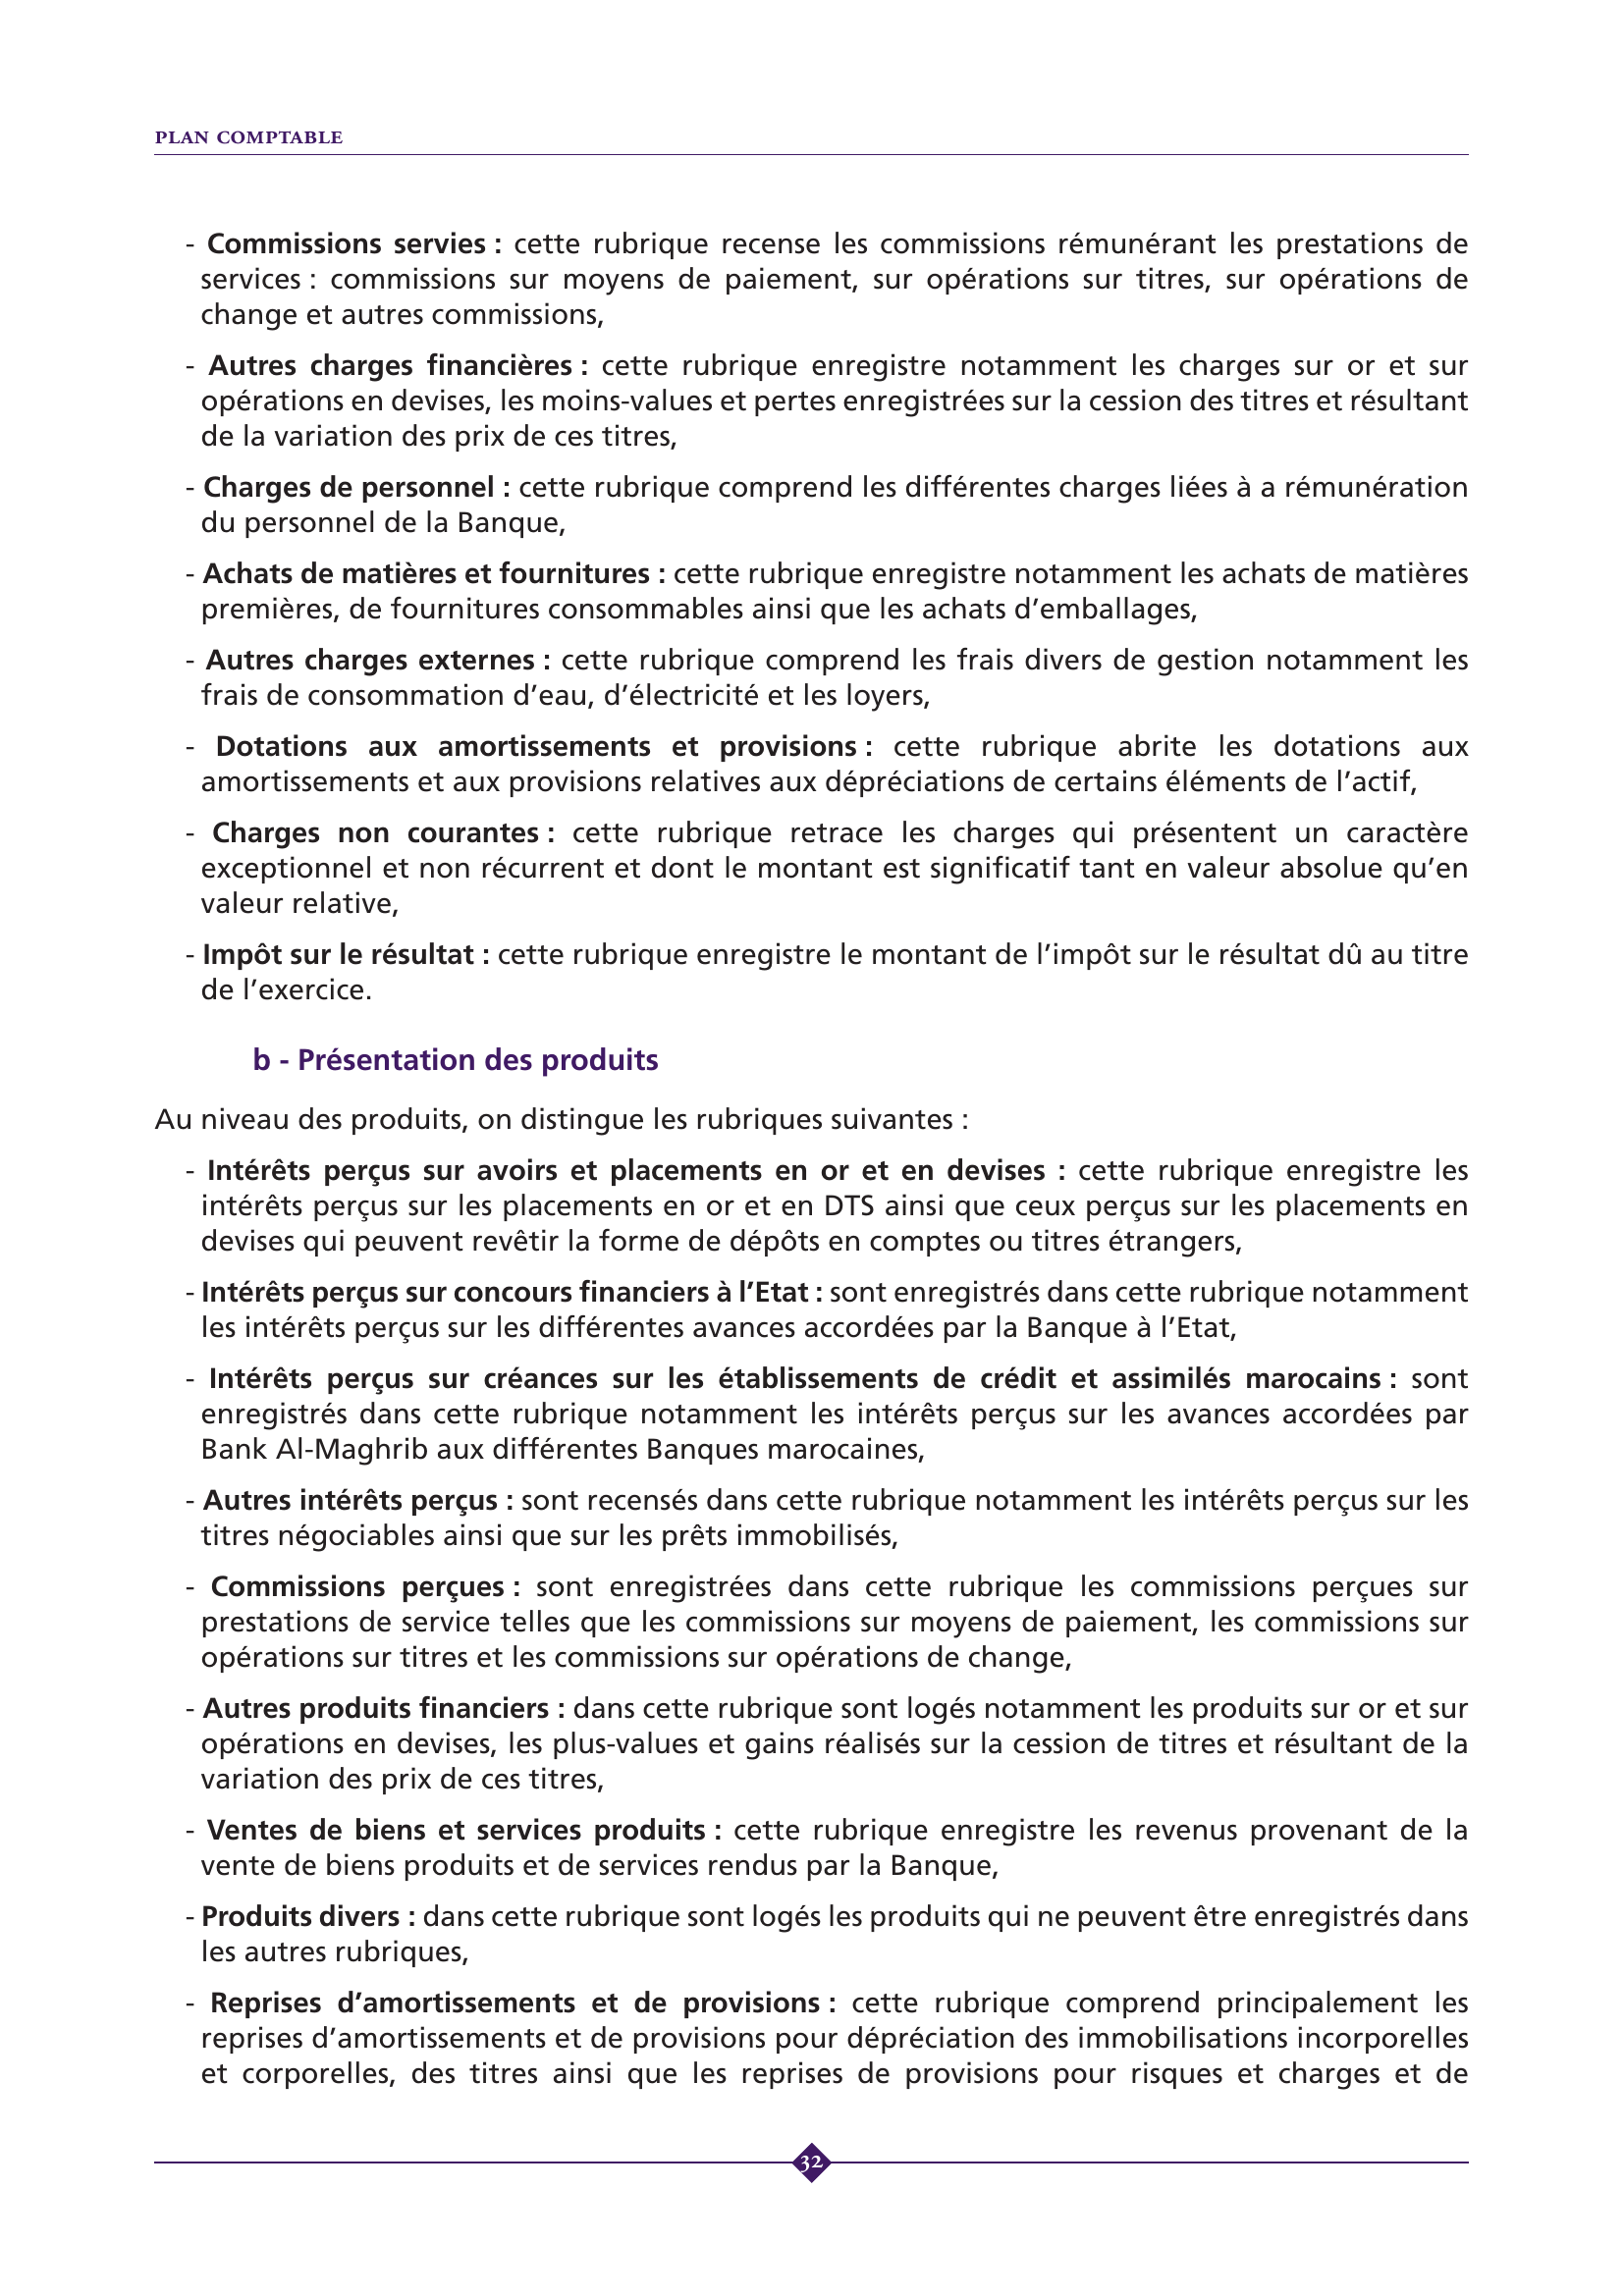 PLAN COMPTABLE
- Commissions servies : cette rubrique recense les commissions rémunérant les prestations de
services : commissions sur moyens de paiement, sur opérations sur titres, sur opérations de
change et autres commissions,
- Autres charges financières : cette rubrique enregistre notamment les charges sur or et sur
opérations en devises, les moins-values et pertes enregistrées sur la cession des titres et résultant
de la variation des prix de ces titres,
- Charges de personnel : cette rubrique comprend les différentes charges liées à a rémunération
du personnel de la Banque,
- Achats de matières et fournitures : cette rubrique enregistre notamment les achats de matières
premières, de fournitures consommables ainsi que les achats d’emballages,
- Autres charges externes : cette rubrique comprend les frais divers de gestion notamment les
frais de consommation d’eau, d’électricité et les loyers,
- Dotations aux amortissements et provisions : cette rubrique abrite les dotations aux
amortissements et aux provisions relatives aux dépréciations de certains éléments de l’actif,
- Charges non courantes : cette rubrique retrace les charges qui présentent un caractère
exceptionnel et non récurrent et dont le montant est significatif tant en valeur absolue qu’en
valeur relative,
- Impôt sur le résultat : cette rubrique enregistre le montant de l’impôt sur le résultat dû au titre
de l’exercice.
b - Présentation des produits
Au niveau des produits, on distingue les rubriques suivantes :
- Intérêts perçus sur avoirs et placements en or et en devises : cette rubrique enregistre les
intérêts perçus sur les placements en or et en DTS ainsi que ceux perçus sur les placements en
devises qui peuvent revêtir la forme de dépôts en comptes ou titres étrangers,
- Intérêts perçus sur concours financiers à l’Etat : sont enregistrés dans cette rubrique notamment
les intérêts perçus sur les différentes avances accordées par la Banque à l’Etat,
- Intérêts perçus sur créances sur les établissements de crédit et assimilés marocains : sont
enregistrés dans cette rubrique notamment les intérêts perçus sur les avances accordées par
Bank Al-Maghrib aux différentes Banques marocaines,
- Autres intérêts perçus : sont recensés dans cette rubrique notamment les intérêts perçus sur les
titres négociables ainsi que sur les prêts immobilisés,
- Commissions perçues : sont enregistrées dans cette rubrique les commissions perçues sur
prestations de service telles que les commissions sur moyens de paiement, les commissions sur
opérations sur titres et les commissions sur opérations de change,
- Autres produits financiers : dans cette rubrique sont logés notamment les produits sur or et sur
opérations en devises, les plus-values et gains réalisés sur la cession de titres et résultant de la
variation des prix de ces titres,
- Ventes de biens et services produits : cette rubrique enregistre les revenus provenant de la
vente de biens produits et de services rendus par la Banque,
- Produits divers : dans cette rubrique sont logés les produits qui ne peuvent être enregistrés dans
les autres rubriques,
- Reprises d’amortissements et de provisions : cette rubrique comprend principalement les
reprises d’amortissements et de provisions pour dépréciation des immobilisations incorporelles
et corporelles, des titres ainsi que les reprises de provisions pour risques et charges et de
32